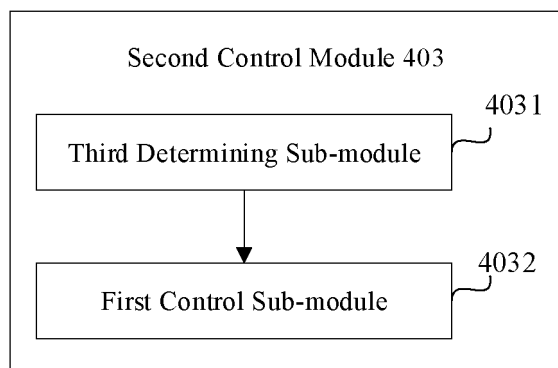 Second Control Module 403
4031
Third Determining Sub-module
4032
First Control Sub-module